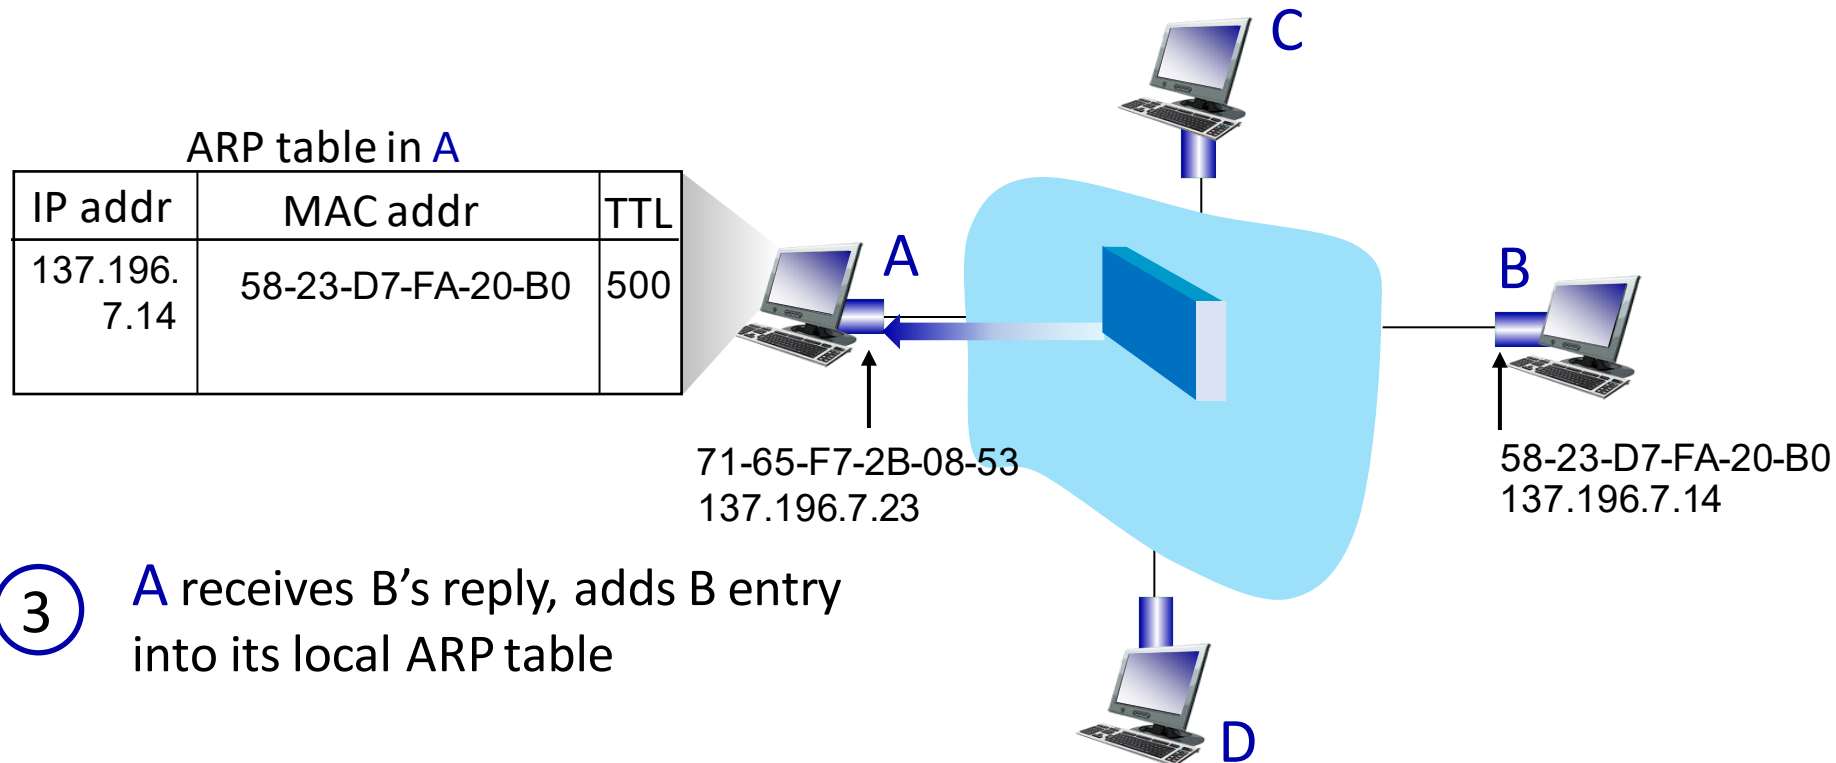 C
ARP table in A
IP addr MAC addr TTL
137.196.
7.14
58-23-D7-FA-20-B0 500
A
B
71-65-F7-2B-08-53
137.196.7.23
58-23-D7-FA-20-B0
137.196.7.14
3
A receives B’s reply, adds B entry
into its local ARP table
D